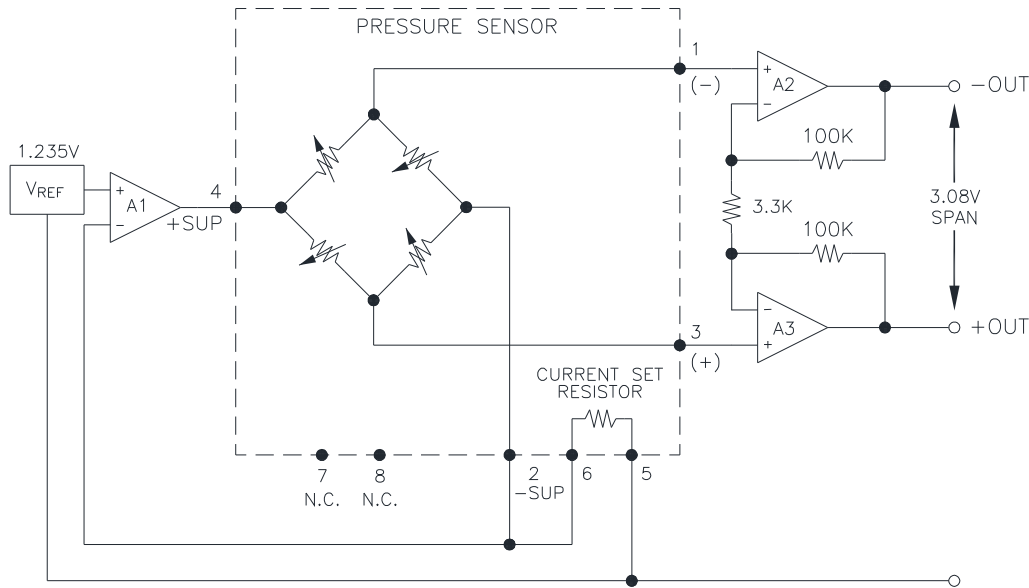 PRESSURE SENSOR
1
(−)
+
A2
−
−OUT
100K
1.235V
VREF
+
A1
−
4
+SUP
3.3K
3.08V
SPAN
100K
−
A3
+
+OUT
3
(+)
CURRENT SET
RESISTOR
7
N.C.
8
N.C.
2
−SUP
6
5